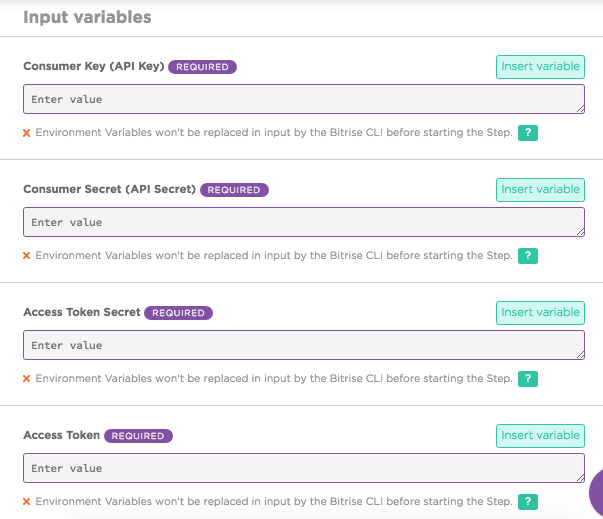 Input variables
Consumer Key (API Key) REQUIRED Insert variable
Enter value
× Environment Variables won't be replaced in input by the Bitrise CLI before starting the Step. ?
Consumer Secret (API Secret) REQUIRED Insert variable
Enter value
× Environment Variables won't be replaced in input by the Bitrise CLI before starting the Step. ?
Access Token Secret REQUIRED Insert variable
Enter value
× Environment Variables won't be replaced in input by the Bitrise CLI before starting the Step. ?
Access Token REQUIRED Insert variable
Enter value
× Environment Variables won't be replaced in input by the Bitrise CLI before starting the Step. ?